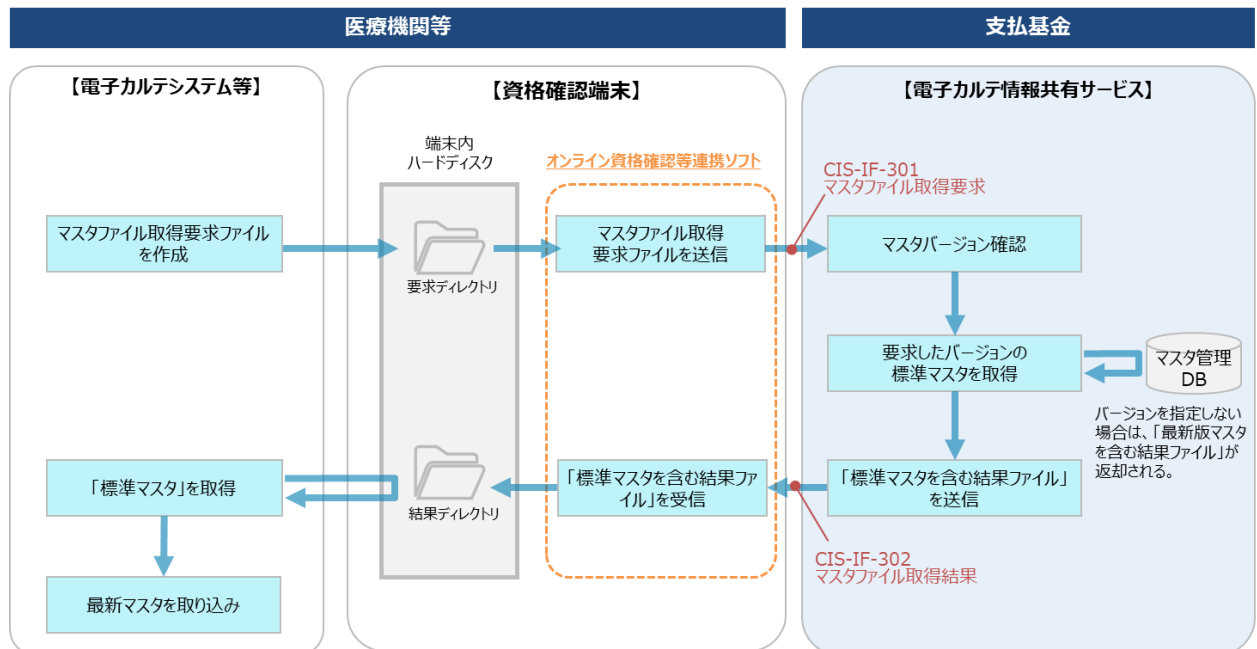 医療機関等
支払基金
【電子カルテシステム等】
【資格確認端末】
【電子カルテ情報共有サービス】
端末内
ハードディスク
オンライン資格確認等連携ソフト
CIS-IF-301
マスタファイル取得要求
マスタファイル取得要求ファイル
を作成
要求ディレクトリ
マスタファイル取得
要求ファイルを送信
マスタバージョン確認
要求したバージョンの
標準マスタを取得
マスタ管理
DB
バージョンを指定しない
場合は、「最新版マスタ
を含む結果ファイル」が
返却される。
「標準マスタ」を取得
結果ディレクトリ
「標準マスタを含む結果ファ
イル」を受信
「標準マスタを含む結果ファイル」
を送信
CIS-IF-302
マスタファイル取得結果
最新マスタを取り込み